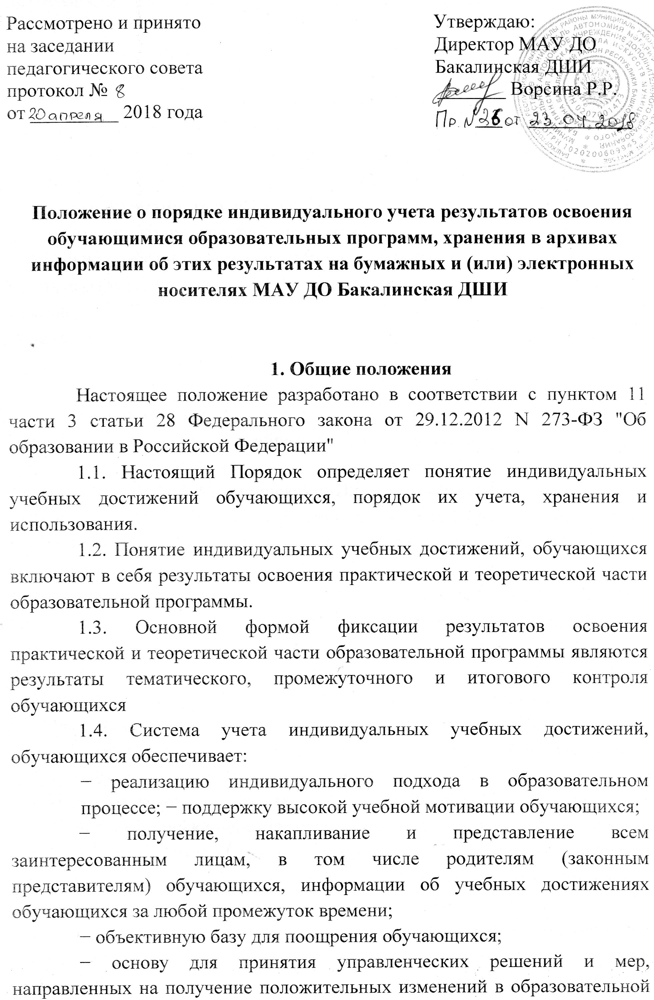 Рассмотрено и принято
на заседании
педагогического совета
протокол № 8
от 20 апреля 2018 года
Утверждаю:
Директор МАУ ДО
Бакалинская ДШИ
Ворсина Р.Р.
Пр. N 26 от 23 04 2018
ИНН 0207001473
ОГРН 1020200609945
Положение о порядке индивидуального учета результатов освоения
обучающимися образовательных программ, хранения в архивах
информации об этих результатах на бумажных и (или) электронных
носителях МАУ ДО Бакалинская ДШИ
1. Общие положения
Настоящее положение разработано в соответствии с пунктом 11
части 3 статьи 28 Федерального закона от 29.12.2012 N 273-ФЗ "Об
образовании в Российской Федерации"
1.1. Настоящий Порядок определяет понятие индивидуальных
учебных достижений обучающихся, порядок их учета, хранения и
использования.
1.2. Понятие индивидуальных учебных достижений, обучающихся
включают в себя результаты освоения практической и теоретической части
образовательной программы.
1.3. Основной формой фиксации результатов освоения
практической и теоретической части образовательной программы являются
результаты тематического, промежуточного и итогового контроля
обучающихся
1.4. Система учета индивидуальных учебных достижений,
обучающихся обеспечивает:
− реализацию индивидуального подхода в образовательном
процессе; − поддержку высокой учебной мотивации обучающихся;
− получение, накапливание и представление всем
заинтересованным лицам, в том числе родителям (законным
представителям) обучающихся, информации об учебных достижениях
обучающихся за любой промежуток времени;
− объективную базу для поощрения обучающихся;
− основу для принятия управленческих решений и мер,
направленных на получение положительных изменений в образовательной